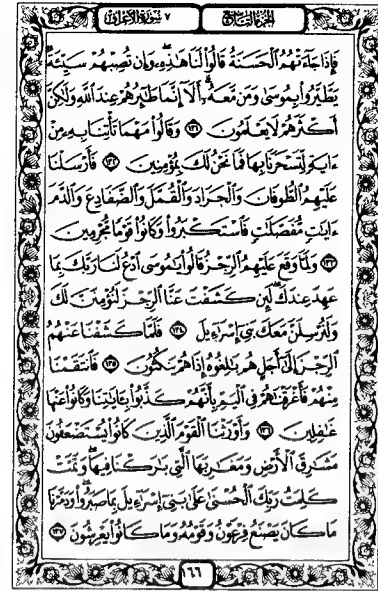 الجزء التاسع ٧ سورة الأعراف
فَإِذَا جَآءَتْهُمُ ٱلْحَسَنَةُ قَالُوا۟ لَنَا هَـٰذِهِۦ وَإِن تُصِبْهُمْ سَيِّئَةٌ
يَطَّيَّرُوا۟ بِمُوسَىٰ وَمَن مَّعَهُۥٓ أَلَآ إِنَّمَا طَـٰٓئِرُهُمْ عِندَ ٱللَّهِ وَلَـٰكِنَّ
أَكْثَرَهُمْ لَا يَعْلَمُونَ ١٣١ وَقَالُوا۟ مَهْمَا تَأْتِنَا بِهِۦ مِنْ
ءَايَةٍ لِّتَسْحَرَنَا بِهَا فَمَا نَحْنُ لَكَ بِمُؤْمِنِينَ ١٣٢ فَأَرْسَلْنَا
عَلَيْهِمُ ٱلطُّوفَانَ وَٱلْجَرَادَ وَٱلْقُمَّلَ وَٱلضَّفَادِعَ وَٱلدَّمَ
ءَايَـٰتٍ مُّفَصَّلَـٰتٍ فَٱسْتَكْبَرُوا۟ وَكَانُوا۟ قَوْمًا مُّجْرِمِينَ
١٣٣ وَلَمَّا وَقَعَ عَلَيْهِمُ ٱلرِّجْزُ قَالُوا۟ يَـٰمُوسَى ٱدْعُ لَنَا رَبَّكَ بِمَا
عَهِدَ عِندَكَ لَئِن كَشَفْتَ عَنَّا ٱلرِّجْزَ لَنُؤْمِنَنَّ لَكَ
وَلَنُرْسِلَنَّ مَعَكَ بَنِىٓ إِسْرَٰٓءِيلَ ١٣٤ فَلَمَّا كَشَفْنَا عَنْهُمُ
ٱلرِّجْزَ إِلَىٰٓ أَجَلٍ هُم بَـٰلِغُوهُ إِذَا هُمْ يَنكُثُونَ ١٣٥ فَٱنتَقَمْنَا
مِنْهُمْ فَأَغْرَقْنَـٰهُمْ فِى ٱلْيَمِّ بِأَنَّهُمْ كَذَّبُوا۟ بِـَٔايَـٰتِنَا وَكَانُوا۟ عَنْهَا
غَـٰفِلِينَ ١٣٦ وَأَوْرَثْنَا ٱلْقَوْمَ ٱلَّذِينَ كَانُوا۟ يُسْتَضْعَفُونَ
مَشَـٰرِقَ ٱلْأَرْضِ وَمَغَـٰرِبَهَا ٱلَّتِى بَـٰرَكْنَا فِيهَا وَتَمَّتْ
كَلِمَتُ رَبِّكَ ٱلْحُسْنَىٰ عَلَىٰ بَنِىٓ إِسْرَٰٓءِيلَ بِمَا صَبَرُوا۟ وَدَمَّرْنَا
مَا كَانَ يَصْنَعُ فِرْعَوْنُ وَقَوْمُهُۥ وَمَا كَانُوا۟ يَعْرِشُونَ ١٣٧
١٦٦